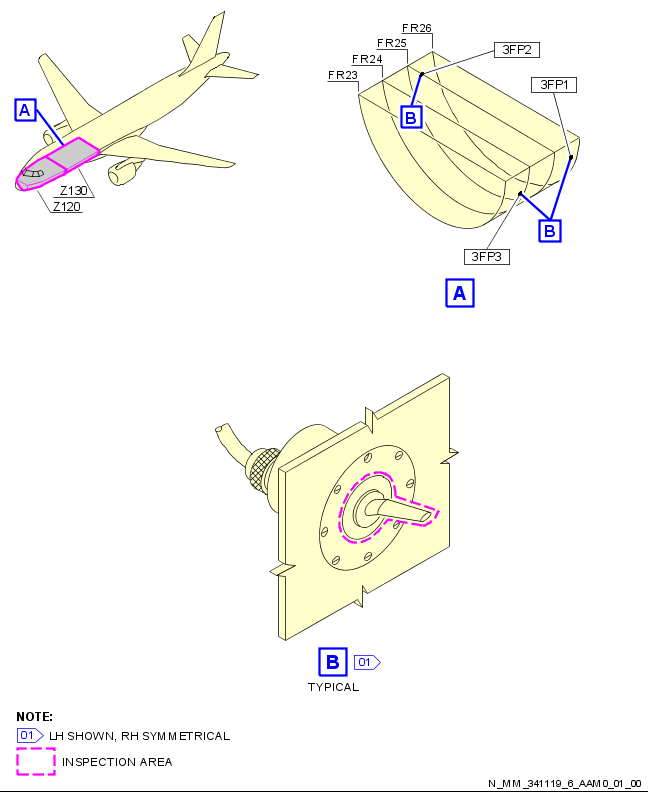 A
Z130
Z120
FR26
FR25
FR24
FR23
3FP2
3FP1
B
B
3FP3
A
B 01
TYPICAL
NOTE:
01 LH SHOWN, RH SYMMETRICAL
INSPECTION AREA
N_MM_341119_6_AAM0_01_00